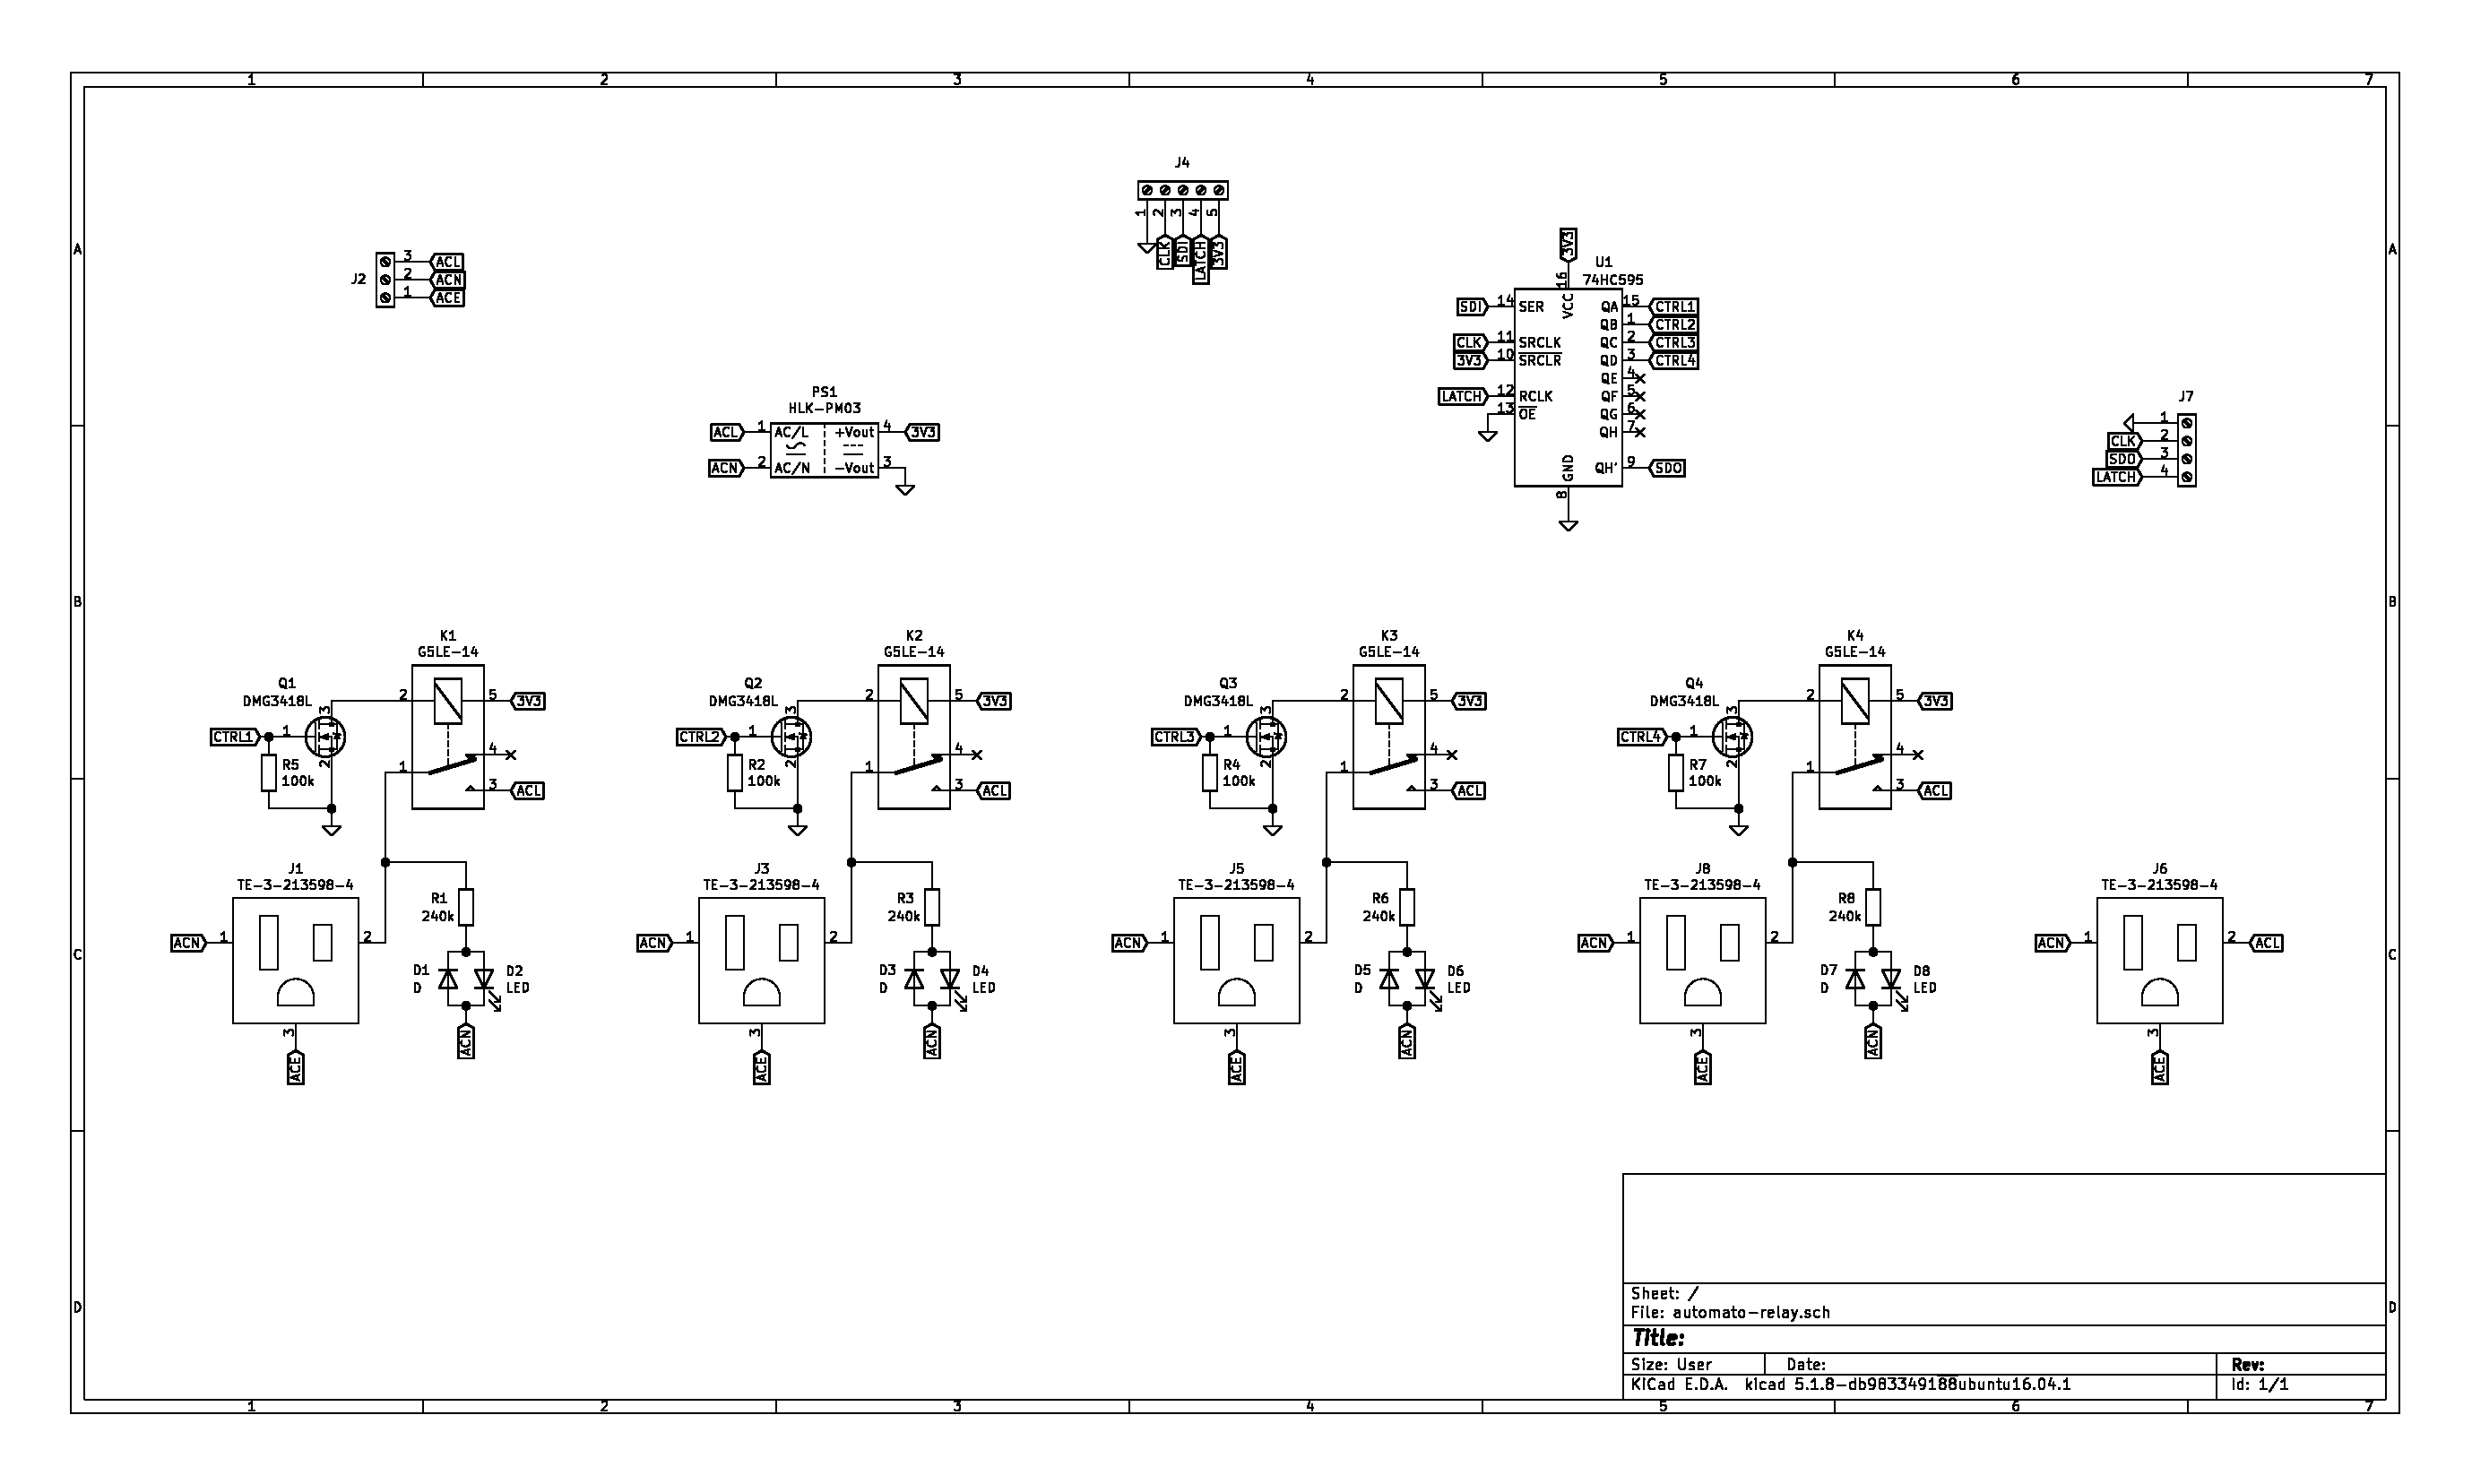 1 2 3 4 5 6 7
A A
B B
C C
D D
J4
1 2 3 4 5
CLK SDI LATCH 3V3
J2
3 ACL
2 ACN
1 ACE
3V3
U1
74HC595
16 VCC
SDI 14 SER QA 15 CTRL1
QB 1 CTRL2
CLK 11 SRCLK QC 2 CTRL3
3V3 10 SRCLR QD 3 CTRL4
QE 4
LATCH 12 RCLK QF 5
13 OE QG 6
QH 7
QH' 9 SDO
GND 8
PS1
HLK-PM03
ACL 1 AC/L +Vout 4 3V3
ACN 2 AC/N -Vout 3
J7
1
CLK 2
SDO 3
LATCH 4
K1
G5LE-14
Q1
DMG3418L
2 5 3V3
3
CTRL1 1
2
4
1
3 ACL
R5
100k
J1
TE-3-213598-4
R1
240k
ACN 1 2
D1
D
D2
LED
3
ACE
ACN
K2
G5LE-14
Q2
DMG3418L
2 5 3V3
3
CTRL2 1
2
4
1
3 ACL
R2
100k
J3
TE-3-213598-4
R3
240k
ACN 1 2
D3
D
D4
LED
3
ACE
ACN
K3
G5LE-14
Q3
DMG3418L
2 5 3V3
3
CTRL3 1
2
4
1
3 ACL
R4
100k
J5
TE-3-213598-4
R6
240k
ACN 1 2
D5
D
D6
LED
3
ACE
ACN
K4
G5LE-14
Q4
DMG3418L
2 5 3V3
3
CTRL4 1
2
4
1
3 ACL
R7
100k
J8
TE-3-213598-4
R8
240k
ACN 1 2
D7
D
D8
LED
3
ACE
ACN
J6
TE-3-213598-4
ACN 1 2 ACL
3
ACE
Sheet: /
File: automato-relay.sch
Title:
Size: User Date: Rev:
KiCad E.D.A. kicad 5.1.8-db983349188ubuntu16.04.1 Id: 1/1
1 2 3 4 5 6 7